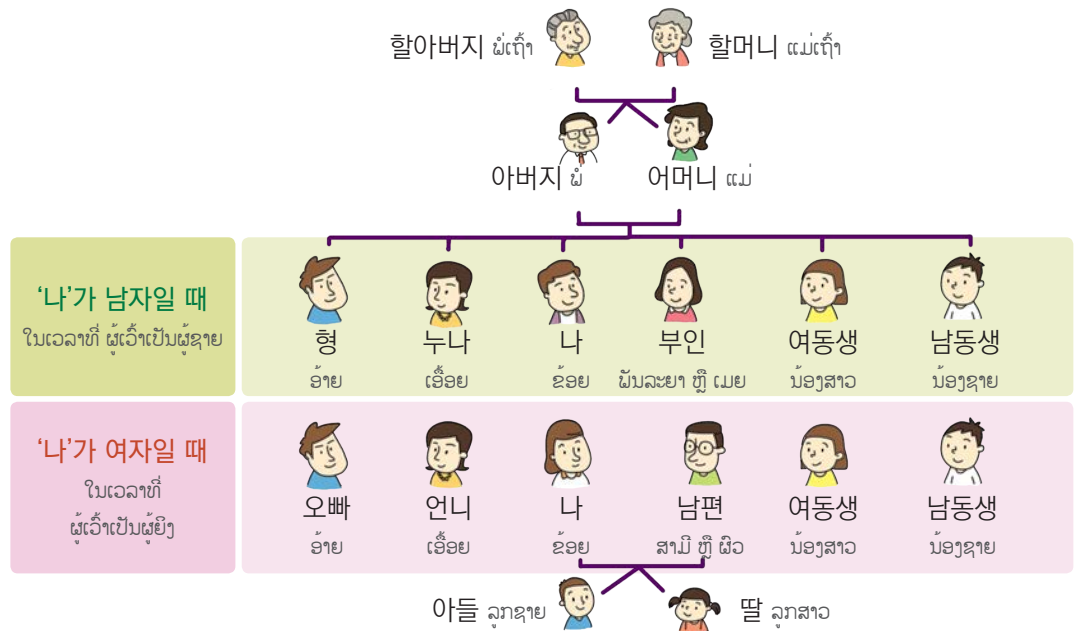 할아버지 ພໍ່ເຖົ້າ 할머니 ແມ່ເຖົ້າ
아버지 ພໍ່ 어머니 ແມ່
‘나’가 남자일 때
ໃນເວລາທີ່ ຜູ້ເວົ້າເປັນຜູ້ຊາຍ
형 누나 나 부인 여동생 남동생
ອ້າຍ ເອື້ອຍ ຂ້ອຍ ພັນລະຍາ ຫຼື ເມຍ ນ້ອງສາວ ນ້ອງຊາຍ
‘나’가 여자일 때
ໃນເວລາທີ່
ຜູ້ເວົ້າເປັນຜູ້ຍິງ
오빠 언니 나 남편 여동생 남동생
ອ້າຍ ເອື້ອຍ ຂ້ອຍ ສາມີ ຫຼື ຜົວ ນ້ອງສາວ ນ້ອງຊາຍ
아들 ລູກຊາຍ 딸 ລູກສາວ